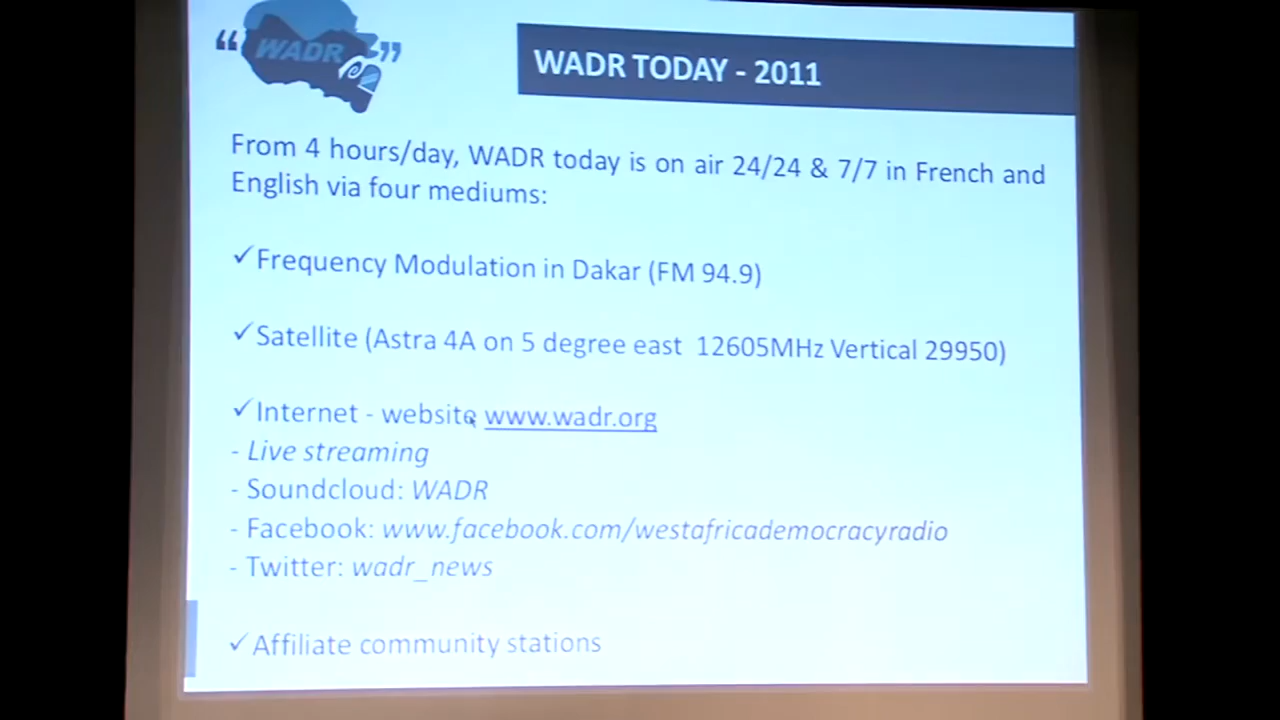 “ WADR ”
WADR TODAY - 2011
From 4 hours/day, WADR today is on air 24/24 & 7/7 in French and
English via four mediums:
✓Frequency Modulation in Dakar (FM 94.9)
✓Satellite (Astra 4A on 5 degree east 12605MHz Vertical 29950)
✓Internet - website www.wadr.org
- Live streaming
- Soundcloud: WADR
- Facebook: www.facebook.com/westafricademocracyradio
- Twitter: wadr_news
✓Affiliate community stations